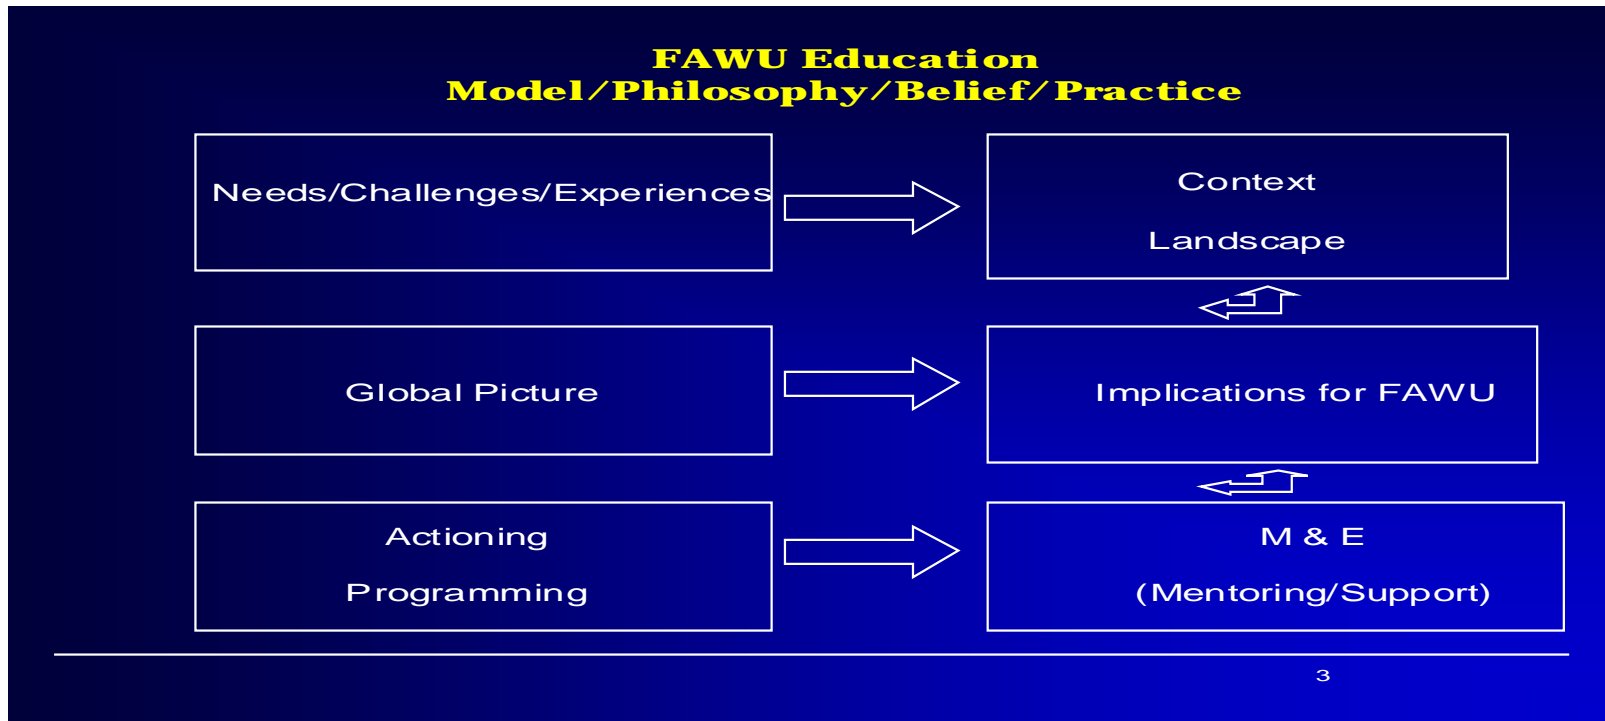 FAWU Education
Model/Philosophy/Belief/Practice
Needs/Challenges/Experiences
Context
Landscape
Global Picture
Implications for FAWU
Actioning
Programming
M & E
(Mentoring/Support)
3